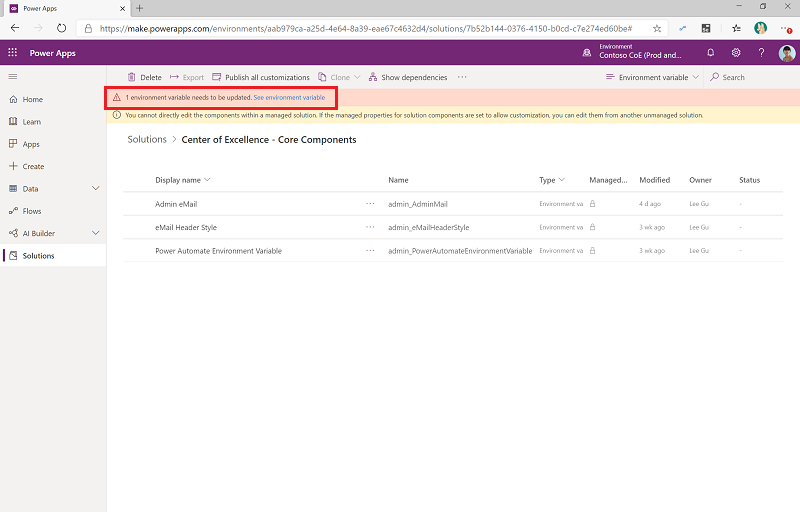 Power Apps
https://make.powerapps.com/environments/aab979ca-a25d-4e64-8a39-eae67c4632d4/solutions/7b52b144-0376-4150-b0cd-c7e274ed60be#
Power Apps
Environment
Contoso CoE (Prod and...
Delete
Export
Publish all customizations
Clone
Show dependencies
Environment variable
Search
1 environment variable needs to be updated. See environment variable
You cannot directly edit the components within a managed solution. If the managed properties for solution components are set to allow customization, you can edit them from another unmanaged solution.
Home
Learn
Apps
Create
Data
Flows
AI Builder
Solutions
Solutions > Center of Excellence - Core Components
Display name Name Type Managed... Modified Owner Status
Admin eMail ... admin_AdminMail Environment va 4 d ago Lee Gu -
eMail Header Style ... admin_eMailHeaderStyle Environment va 3 wk ago Lee Gu -
Power Automate Environment Variable ... admin_PowerAutomateEnvironmentVariable Environment va 3 wk ago Lee Gu -